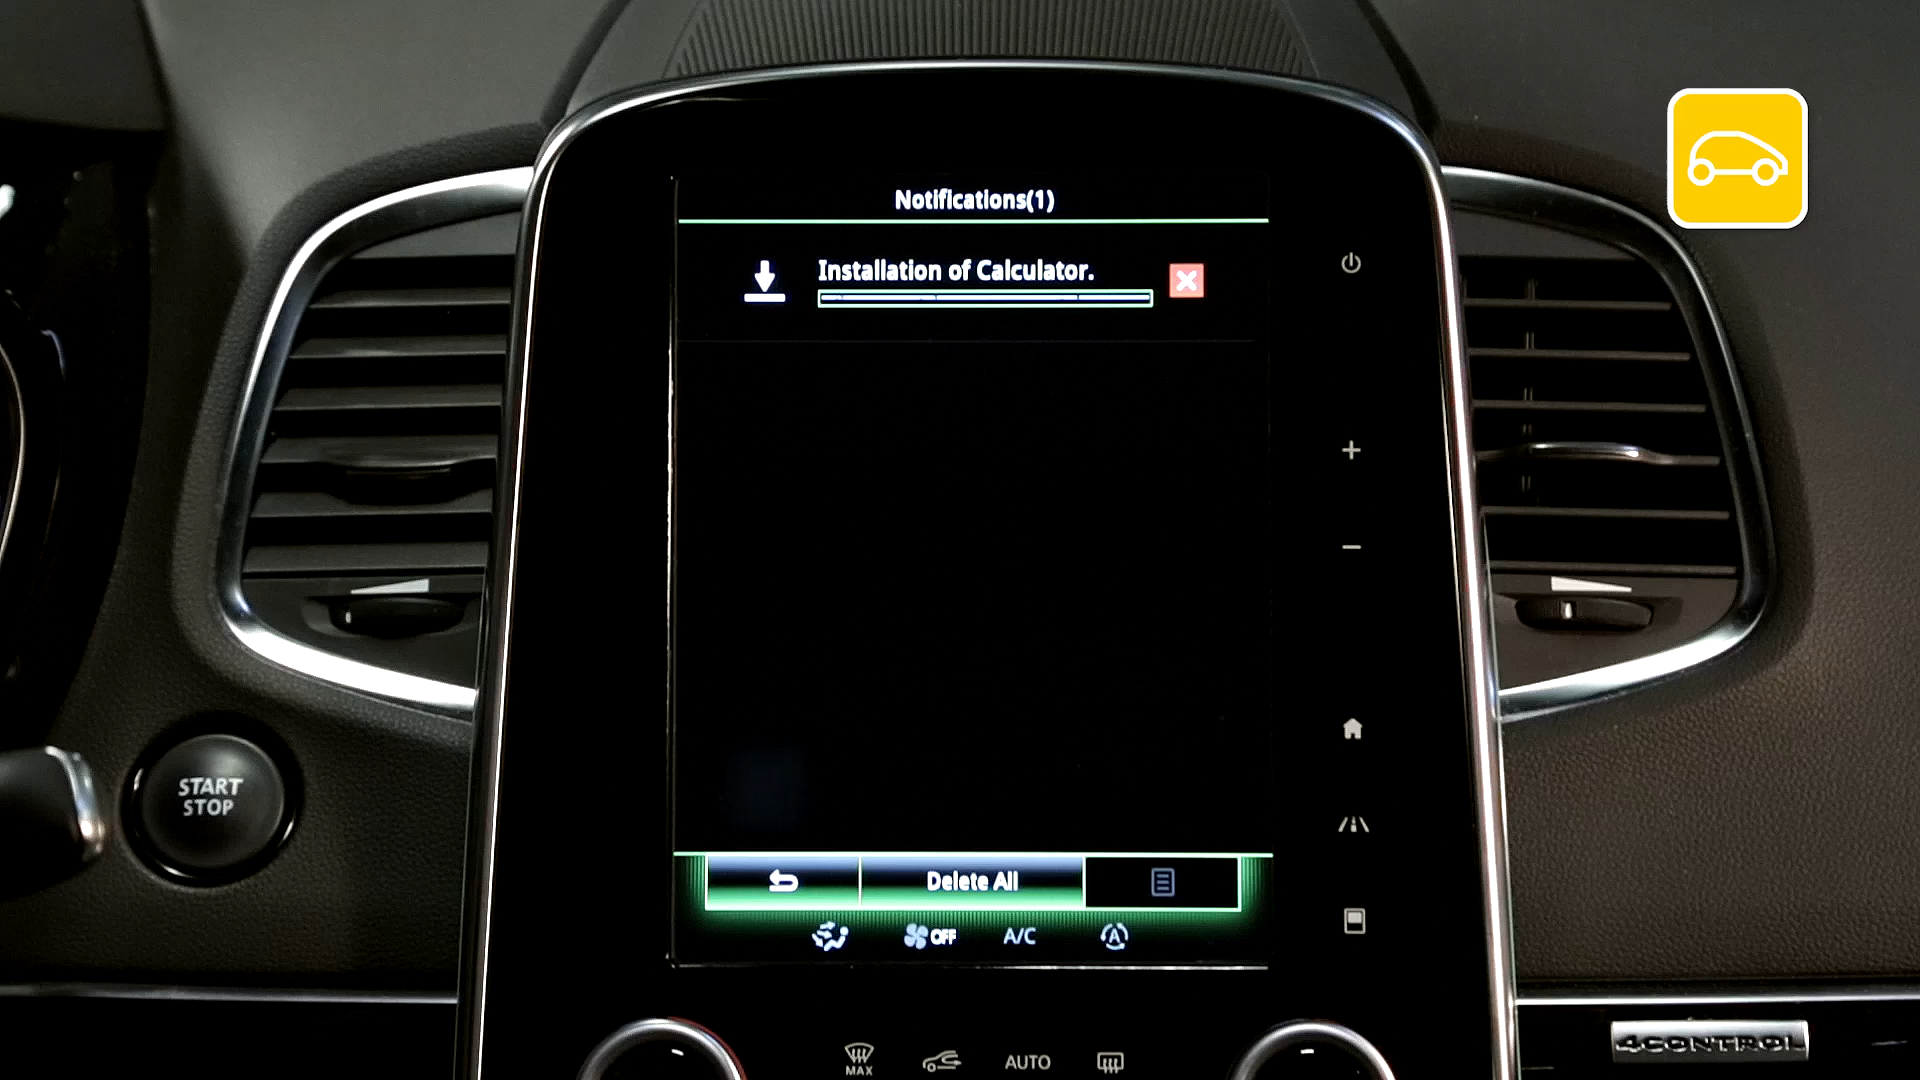 Notifications(1)
Installation of Calculator.
START
STOP
Delete All
OFF
A/C
A
MAX
AUTO
4CONTROL